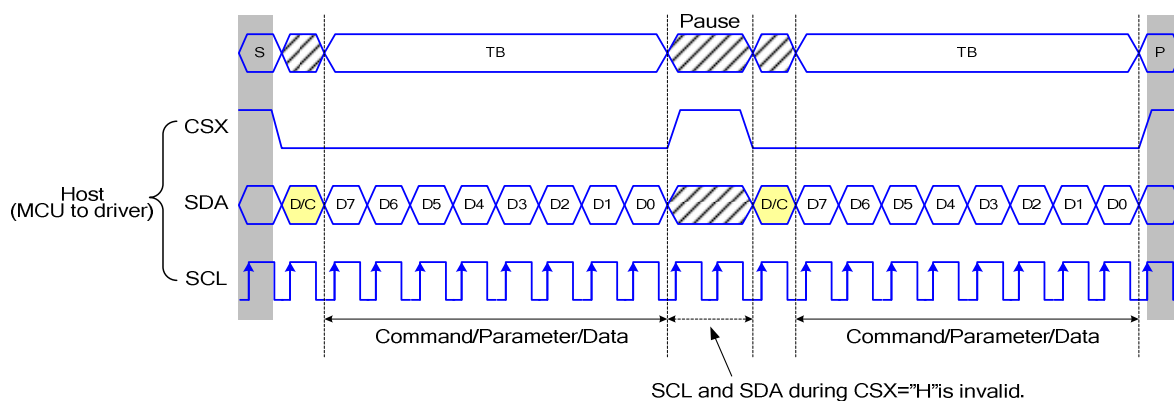 Pause
S TB TB P
CSX
Host
(MCU to driver)
SDA D/C D7 D6 D5 D4 D3 D2 D1 D0 D/C D7 D6 D5 D4 D3 D2 D1 D0
SCL
Command/Parameter/Data Command/Parameter/Data
SCL and SDA during CSX=”H”is invalid.